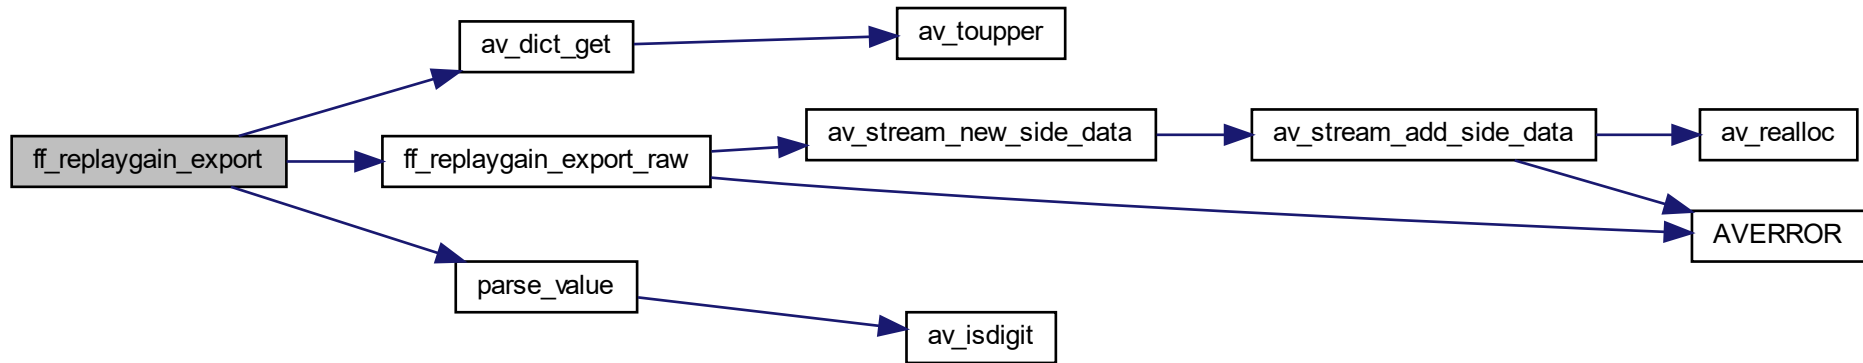 av_toupper
av_dict_get
av_stream_new_side_data
av_stream_add_side_data
av_realloc
ff_replaygain_export
ff_replaygain_export_raw
AVERROR
parse_value
av_isdigit